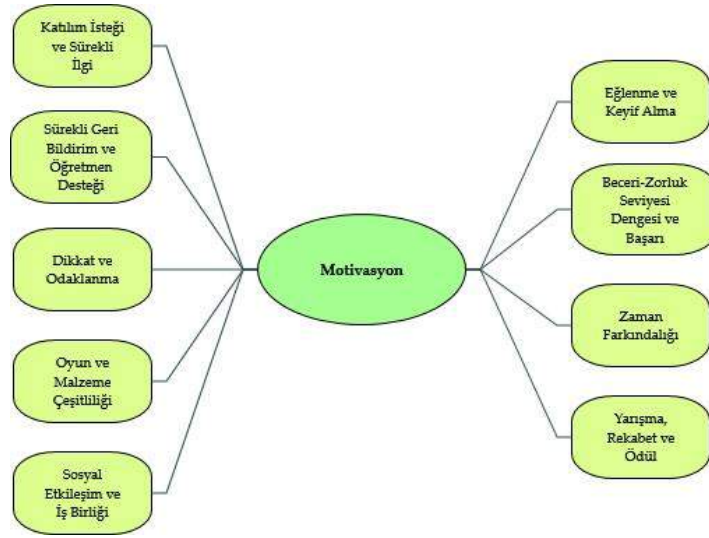 Katılım İsteği
ve Sürekli
İlgi
Sürekli Geri
Bildirim ve
Öğretmen
Desteği
Dikkat ve
Odaklanma
Oyun ve
Malzeme
Çeşitliliği
Sosyal
Etkileşim ve
İş Birliği
Motivasyon
Eğlenme ve
Keyif Alma
Beceri-Zorluk
Seviyesi
Dengesi ve
Başarı
Zaman
Farkındalığı
Yarışma,
Rekabet ve
Ödül